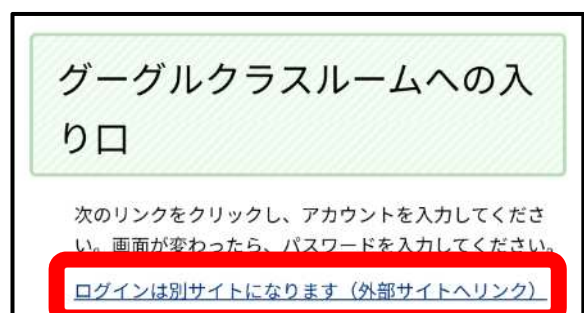 グーグルクラスルームへの入
り口
次のリンクをクリックし、アカウントを入力してくださ
い。画面が変わったら、パスワードを入力してください。
ログインは別サイトになります（外部サイトへリンク）